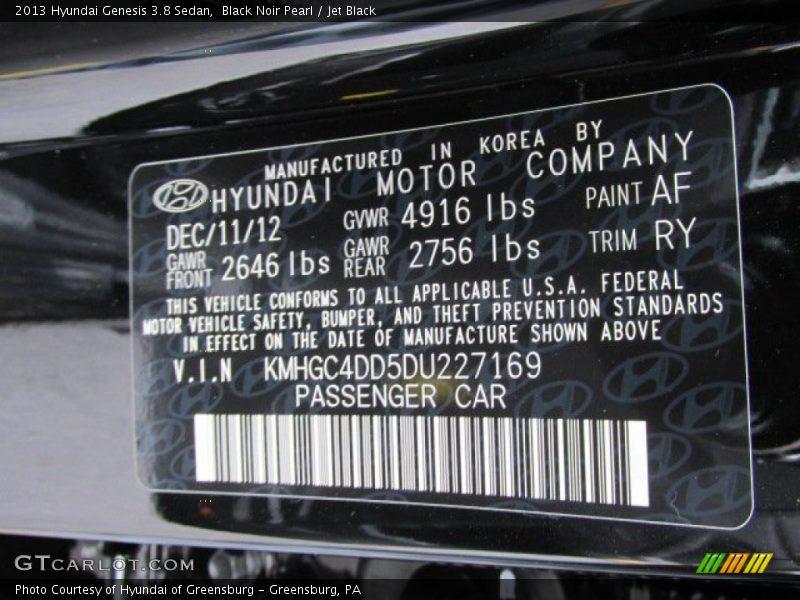 2013 Hyundai Genesis 3.8 Sedan, Black Noir Pearl / Jet Black
MANUFACTURED IN KOREA BY
HYUNDAI MOTOR COMPANY
DEC/11/12 GVWR 4916 lbs PAINT AF
GAWR FRONT 2646 lbs GAWR REAR 2756 lbs TRIM RY
THIS VEHICLE CONFORMS TO ALL APPLICABLE U.S.A. FEDERAL
MOTOR VEHICLE SAFETY, BUMPER, AND THEFT PREVENTION STANDARDS
IN EFFECT ON THE DATE OF MANUFACTURE SHOWN ABOVE
V.I.N KMHGC4DD5DU227169
PASSENGER CAR
GTCARLOT.COM
Photo Courtesy of Hyundai of Greensburg - Greensburg, PA